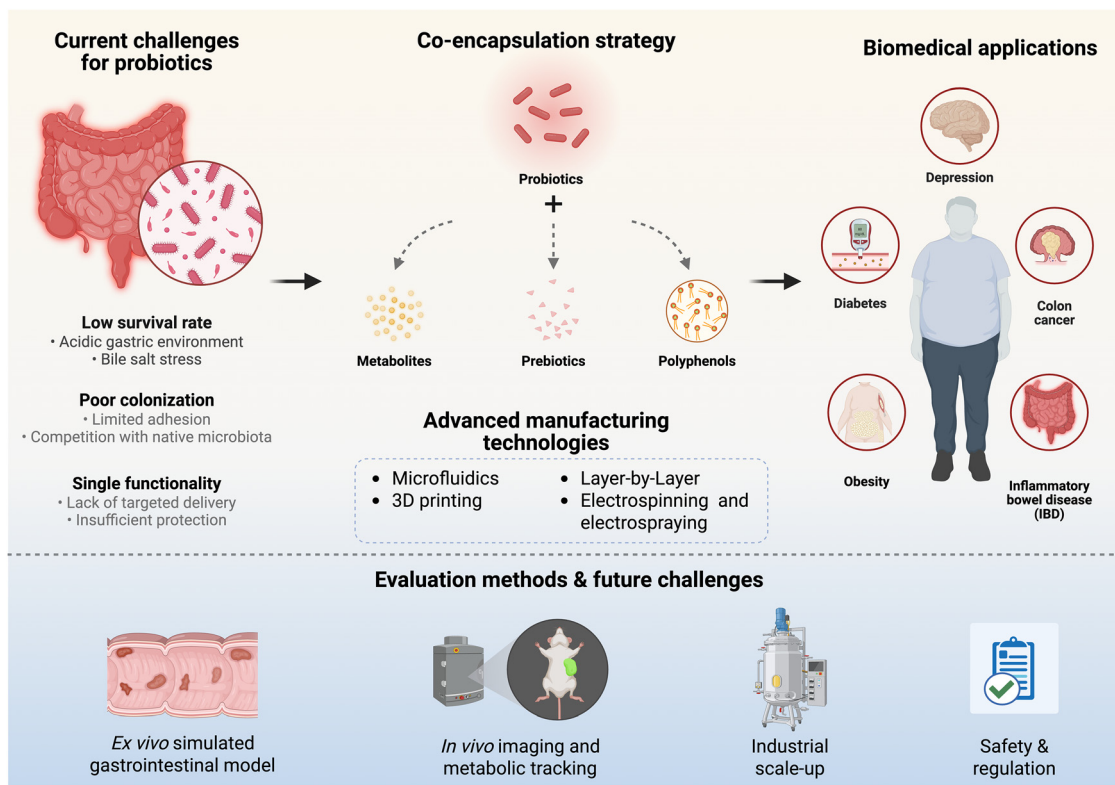 Current challenges
for probiotics
Low survival rate
• Acidic gastric environment
• Bile salt stress
Poor colonization
• Limited adhesion
• Competition with native microbiota
Single functionality
• Lack of targeted delivery
• Insufficient protection
Co-encapsulation strategy
Probiotics
+
Metabolites
Prebiotics
Polyphenols
Advanced manufacturing
technologies
• Microfluidics
• 3D printing
• Layer-by-Layer
• Electrospinning and
electrospraying
Biomedical applications
Depression
Diabetes
Colon
cancer
Obesity
Inflammatory
bowel disease
(IBD)
Evaluation methods & future challenges
Ex vivo simulated
gastrointestinal model
In vivo imaging and
metabolic tracking
Industrial
scale-up
Safety &
regulation